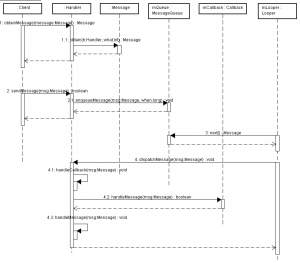 Client
Handler
Message
mQueue :
MessageQueue
mCallback : Callback
mLooper :
Looper
1: obtainMessage(message:Message) : Message
1.1: obtain(h:Handler, what:int) : Message
2: sendMessage(msg:Message) : boolean
2.1: enqueueMessage(msg:Message, when:long) : void
3: next() : Message
4: dispatchMessage(msg:Message) : void
4.1: handleCallback(msg:Message) : void
4.2: handleMessage(msg:Message) : boolean
4.3: handleMessage(msg:Message) : void